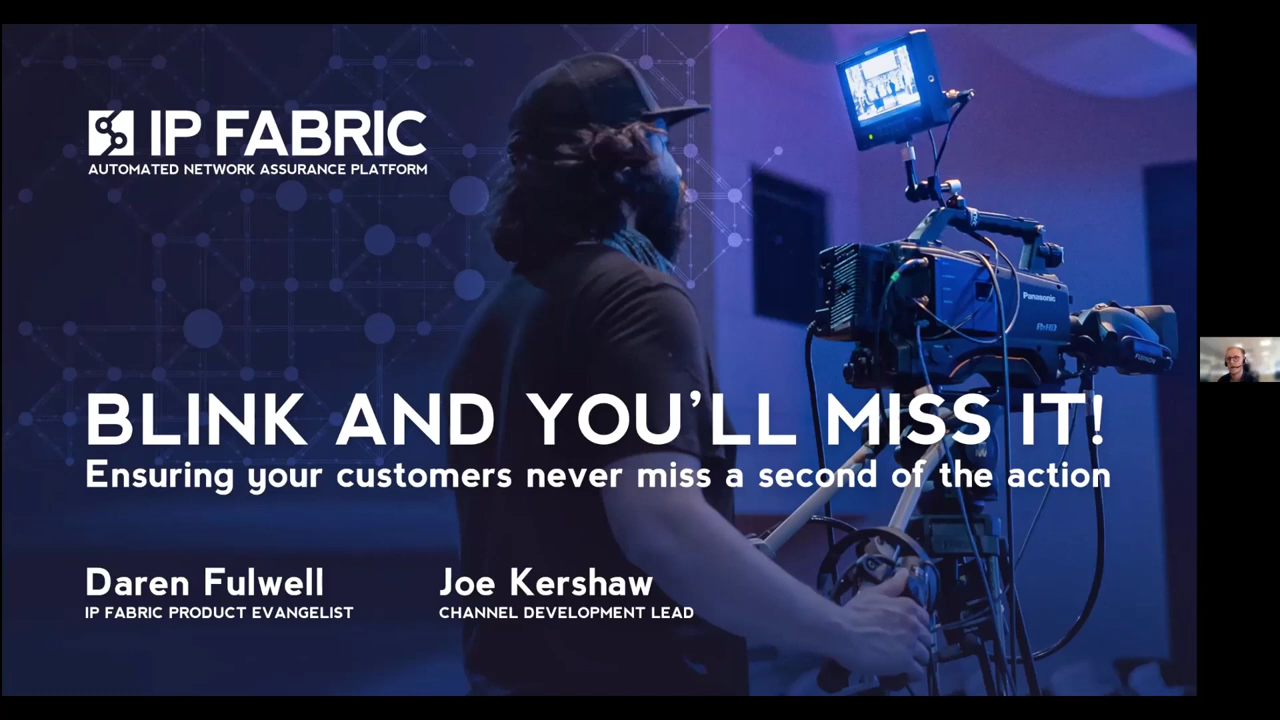 IP FABRIC
AUTOMATED NETWORK ASSURANCE PLATFORM
Panasonic
BLINK AND YOU'LL MISS IT!
Ensuring your customers never miss a second of the action
Daren Fulwell
Joe Kershaw
IP FABRIC PRODUCT EVANGELIST
CHANNEL DEVELOPMENT LEAD